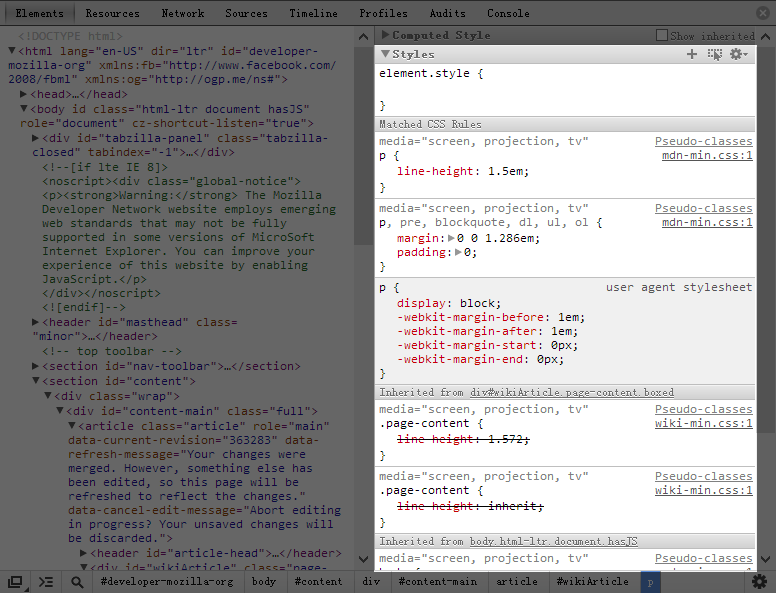 Elements Resources Network Sources Timeline Profiles Audits Console
<!DOCTYPE html>
▼<html lang="en-US" dir="ltr" id="developer-
mozilla-org" xmlns:fb="http://www.facebook.com/
2008/fbml" xmlns:og="http://ogp.me/ns#">
▶<head>…</head>
▼<body id class="html-ltr document hasJS"
role="document" cz-shortcut-listen="true">
▶<div id="tabzilla-panel" class="tabzilla-
closed" tabindex="-1">…</div>
<!--[if lte IE 8]>
<noscript><div class="global-notice">
<p><strong>Warning:</strong> The Mozilla
Developer Network website employs emerging
web standards that may not be fully
supported in some versions of MicroSoft
Internet Explorer. You can improve your
experience of this website by enabling
JavaScript.</p>
</div></noscript>
<![endif]-->
▶<header id="masthead" class=
"minor">…</header>
<!-- top toolbar -->
▶<section id="nav-toolbar">…</section>
▼<section id="content">
▼<div class="wrap">
▼<div id="content-main" class="full">
▼<article class="article" role="main"
data-current-revision="363283" data-
refresh-message="Your changes were
merged. However, something else has
been edited, so this page will be
refreshed to reflect the changes."
data-cancel-edit-message="Abort editing
in progress? Your unsaved changes will
be discarded.">
▶<header id="article-head">…</header>
▼<div id="wikiArticle" class="page-
▶Computed Style Show inherited
▼Styles
element.style {
}
Matched CSS Rules
media="screen, projection, tv" Pseudo-classes
p { mdn-min.css:1
line-height: 1.5em;
}
media="screen, projection, tv" Pseudo-classes
p, pre, blockquote, dl, ul, ol { mdn-min.css:1
margin:▶0 0 1.286em;
padding:▶0;
}
p { user agent stylesheet
display: block;
-webkit-margin-before: 1em;
-webkit-margin-after: 1em;
-webkit-margin-start: 0px;
-webkit-margin-end: 0px;
}
Inherited from div#wikiArticle.page-content.boxed
media="screen, projection, tv" Pseudo-classes
.page-content { wiki-min.css:1
line-height: 1.572;
}
media="screen, projection, tv" Pseudo-classes
.page-content { wiki-min.css:1
line-height: inherit;
}
Inherited from body.html-ltr.document.hasJS
media="screen, projection, tv" Pseudo-classes
#developer-mozilla-org body #content div #content-main article #wikiArticle p